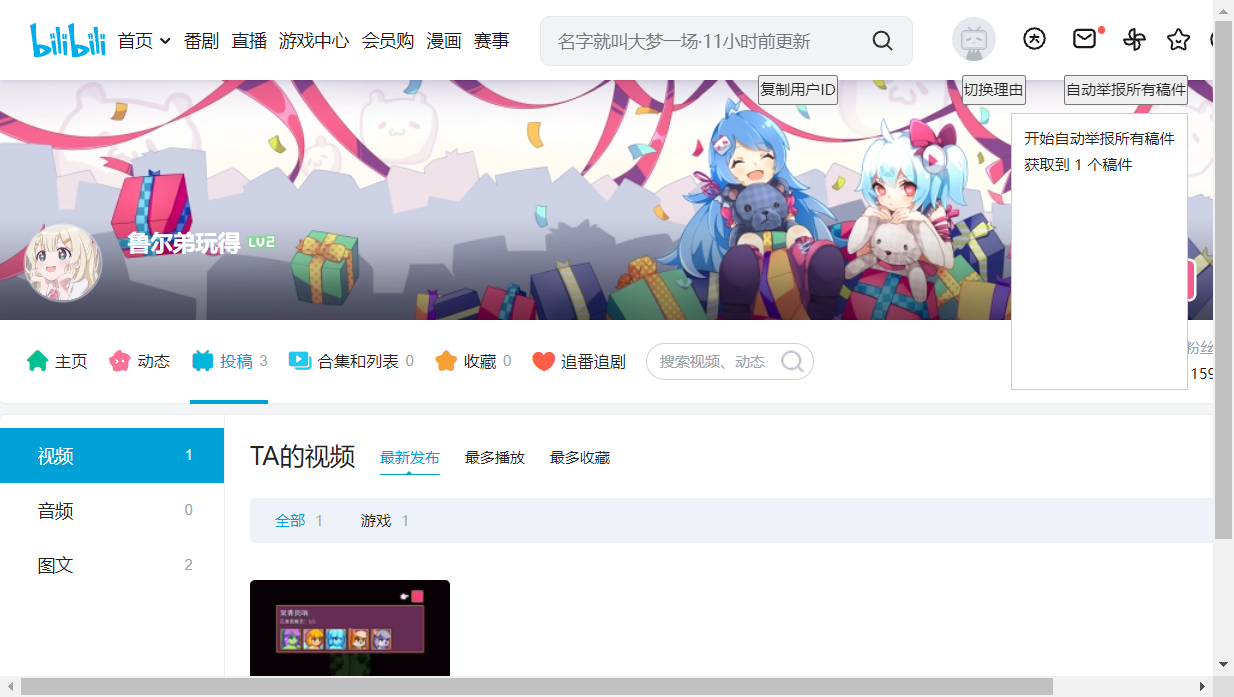 bilibili 首页 番剧 直播 游戏中心 会员购 漫画 赛事 名字就叫大梦一场·11小时前更新
复制用户ID 切换理由 自动举报所有稿件
开始自动举报所有稿件
获取到 1 个稿件
鲁尔弟玩得 LV2
主页 动态 投稿 3 合集和列表 0 收藏 0 追番追剧 搜索视频、动态
粉丝
159
视频 1
音频 0
图文 2
TA的视频 最新发布 最多播放 最多收藏
全部 1 游戏 1